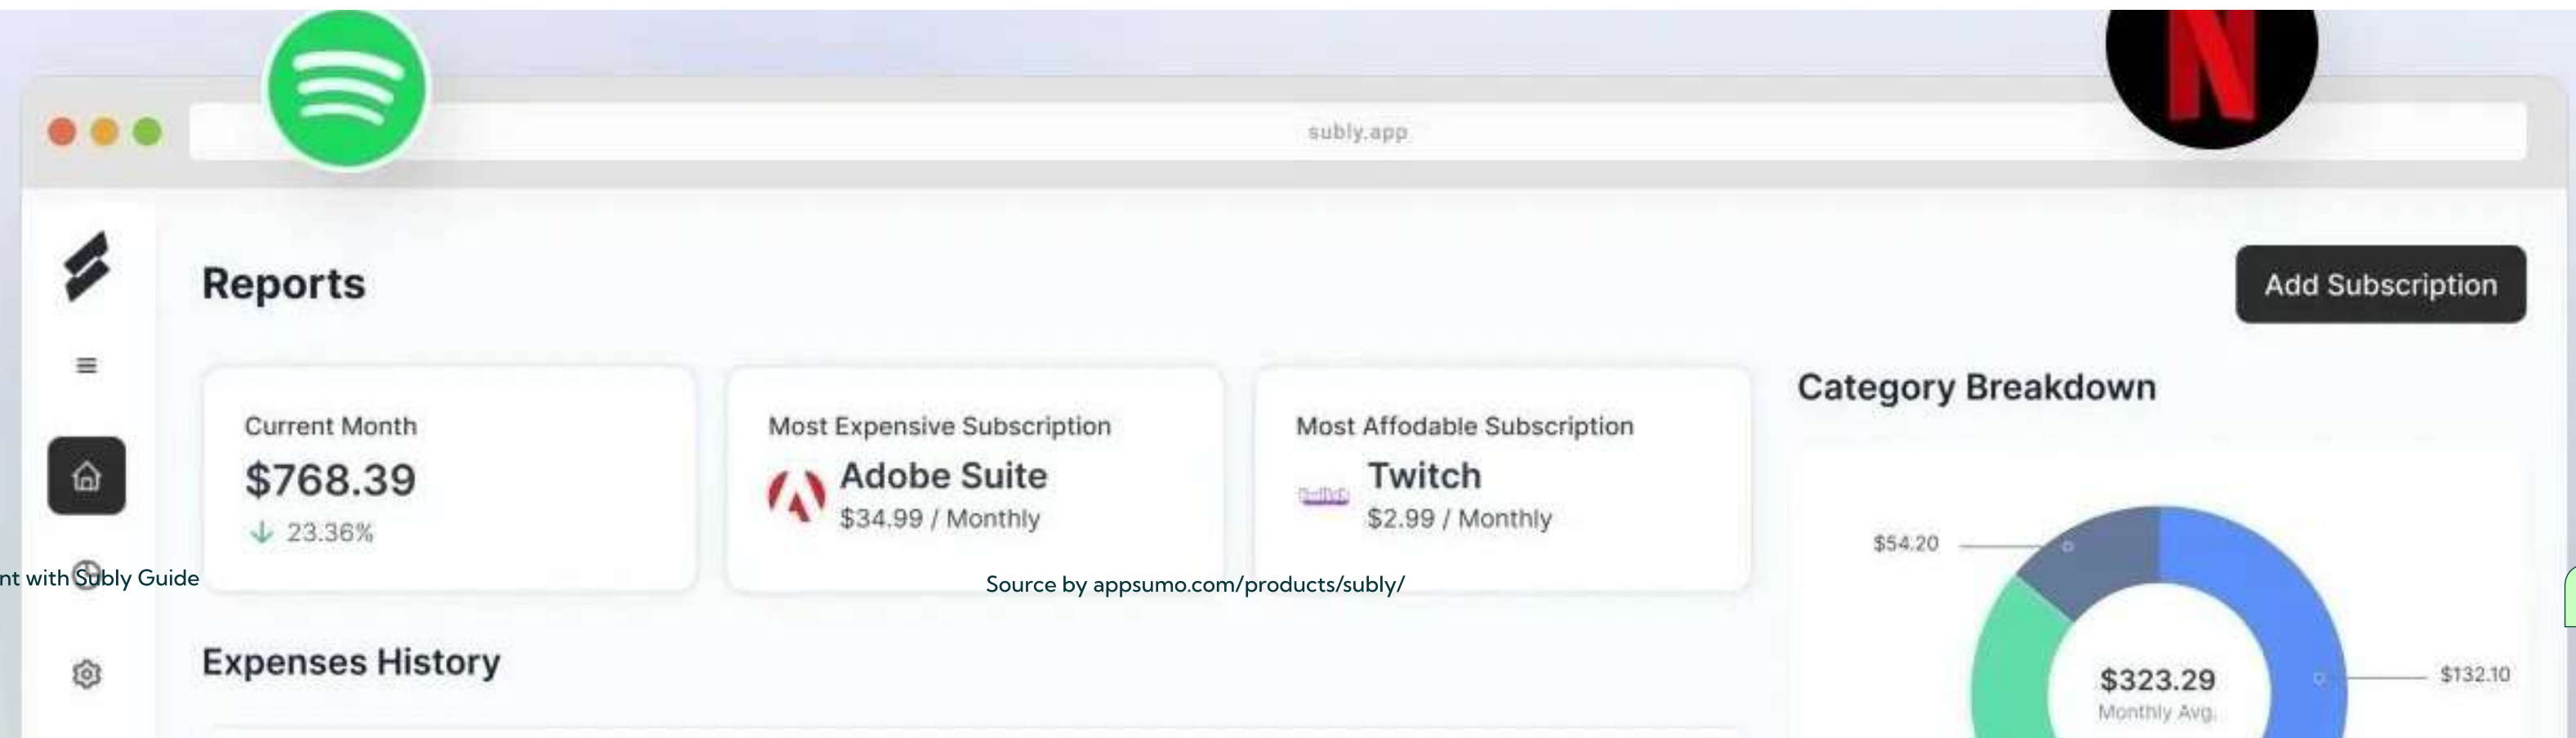 subly.app
Reports
Add Subscription
Current Month
$768.39
23.36%
Most Expensive Subscription
Adobe Suite
$34.99 / Monthly
Most Affodable Subscription
Twitch
$2.99 / Monthly
Category Breakdown
$54.20
$132.10
$323.29
Monthly Avg.
nt with Subly Guide
Source by appsumo.com/products/subly/
Expenses History